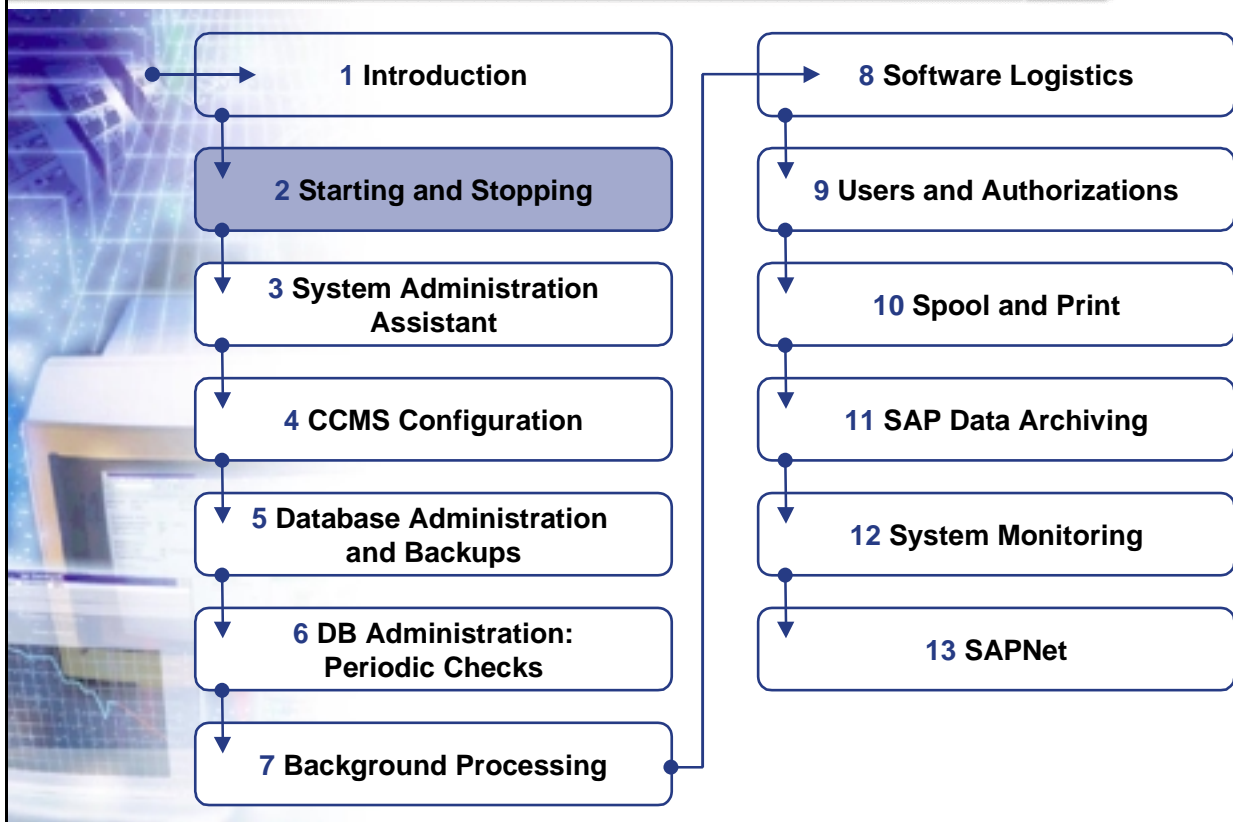 1 Introduction
2 Starting and Stopping
3 System Administration
Assistant
4 CCMS Configuration
5 Database Administration
and Backups
6 DB Administration:
Periodic Checks
7 Background Processing
8 Software Logistics
9 Users and Authorizations
10 Spool and Print
11 SAP Data Archiving
12 System Monitoring
13 SAPNet